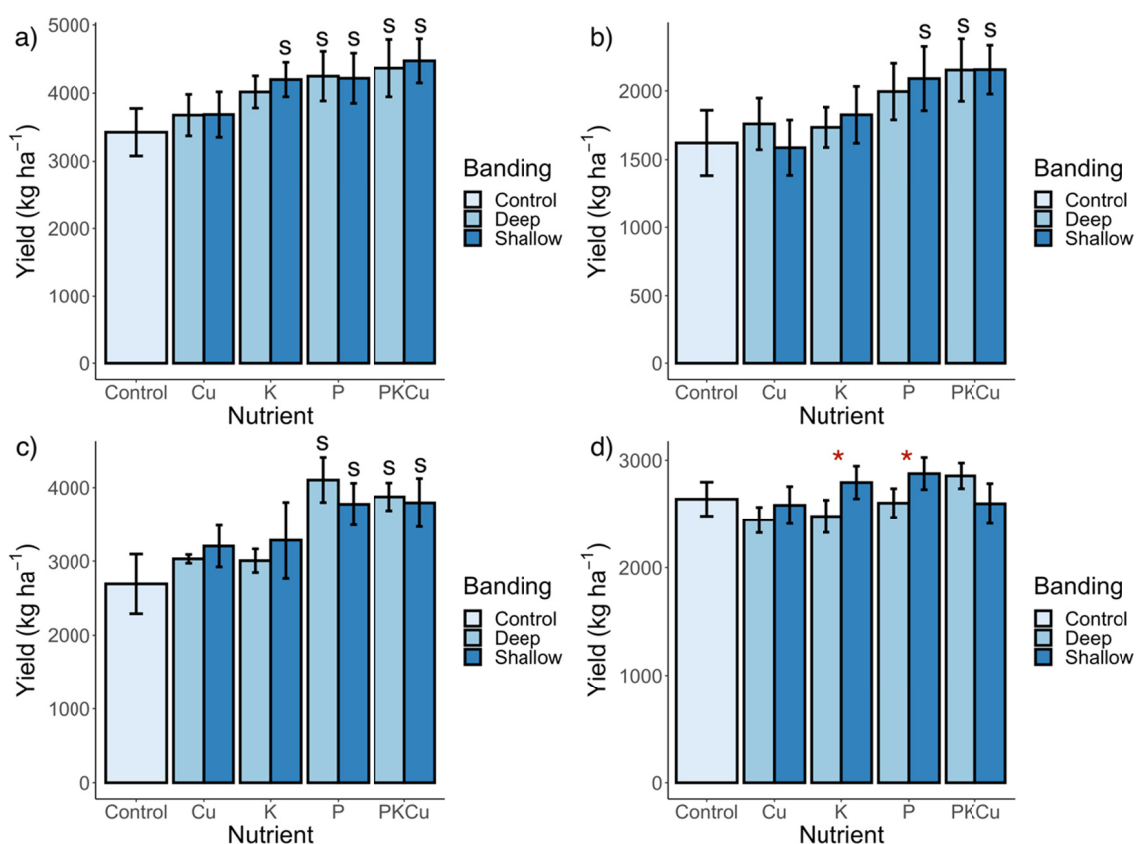 a)
Yield (kg ha⁻¹)
5000
4000
3000
2000
1000
0
S
S S
S S
Control Cu K P PKCu
Nutrient
Banding
Control
Deep
Shallow
b)
Yield (kg ha⁻¹)
2000
1500
1000
500
0
S
S S
Control Cu K P PKCu
Nutrient
Banding
Control
Deep
Shallow
c)
Yield (kg ha⁻¹)
4000
3000
2000
1000
0
S S
S S
Control Cu K P PKCu
Nutrient
Banding
Control
Deep
Shallow
d)
Yield (kg ha⁻¹)
3000
2000
1000
0
* *
Control Cu K P PKCu
Nutrient
Banding
Control
Deep
Shallow